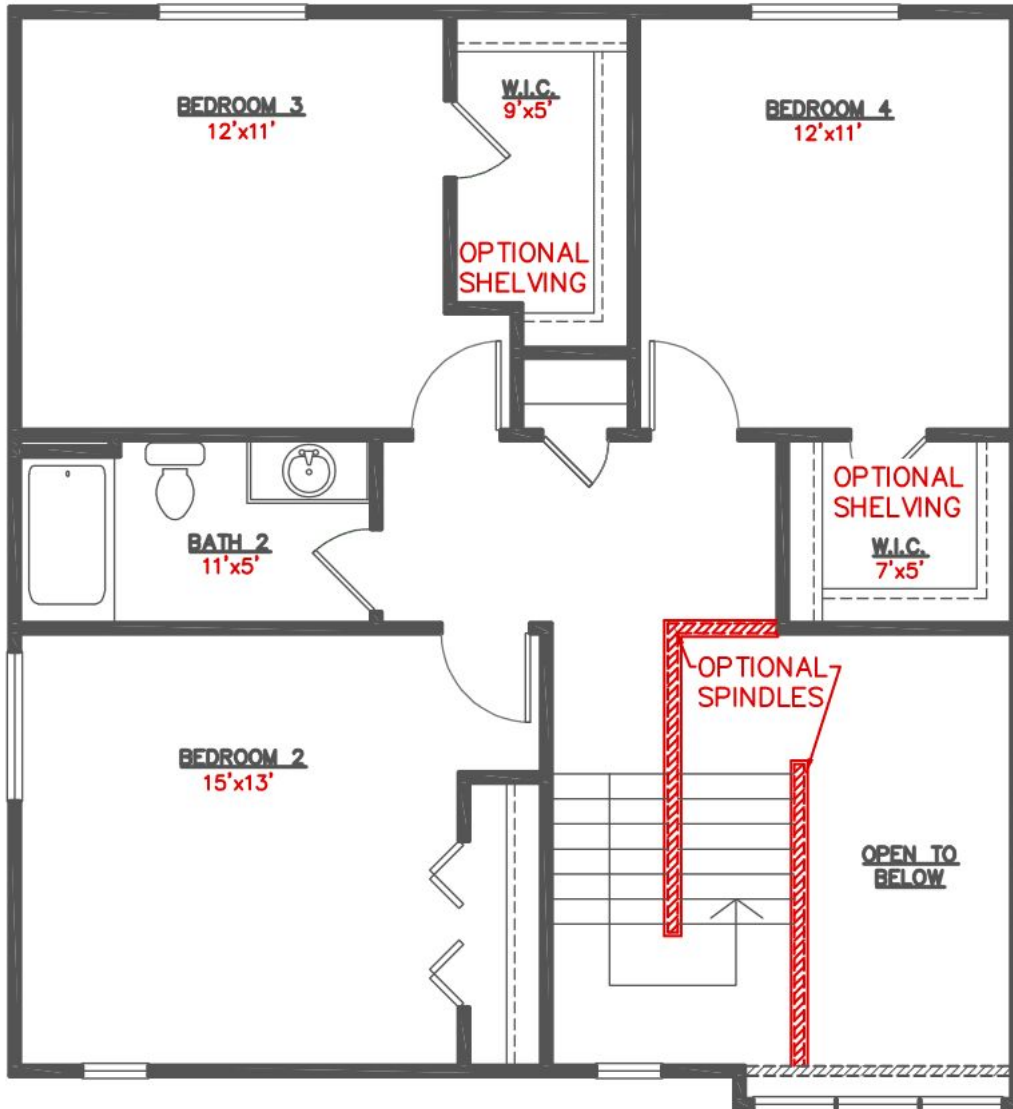 BEDROOM 3
12'x11'
W.I.C.
9'x5'
OPTIONAL
SHELVING
BEDROOM 4
12'x11'
BATH 2
11'x5'
OPTIONAL
SHELVING
W.I.C.
7'x5'
OPTIONAL
SPINDLES
BEDROOM 2
15'x13'
OPEN TO
BELOW